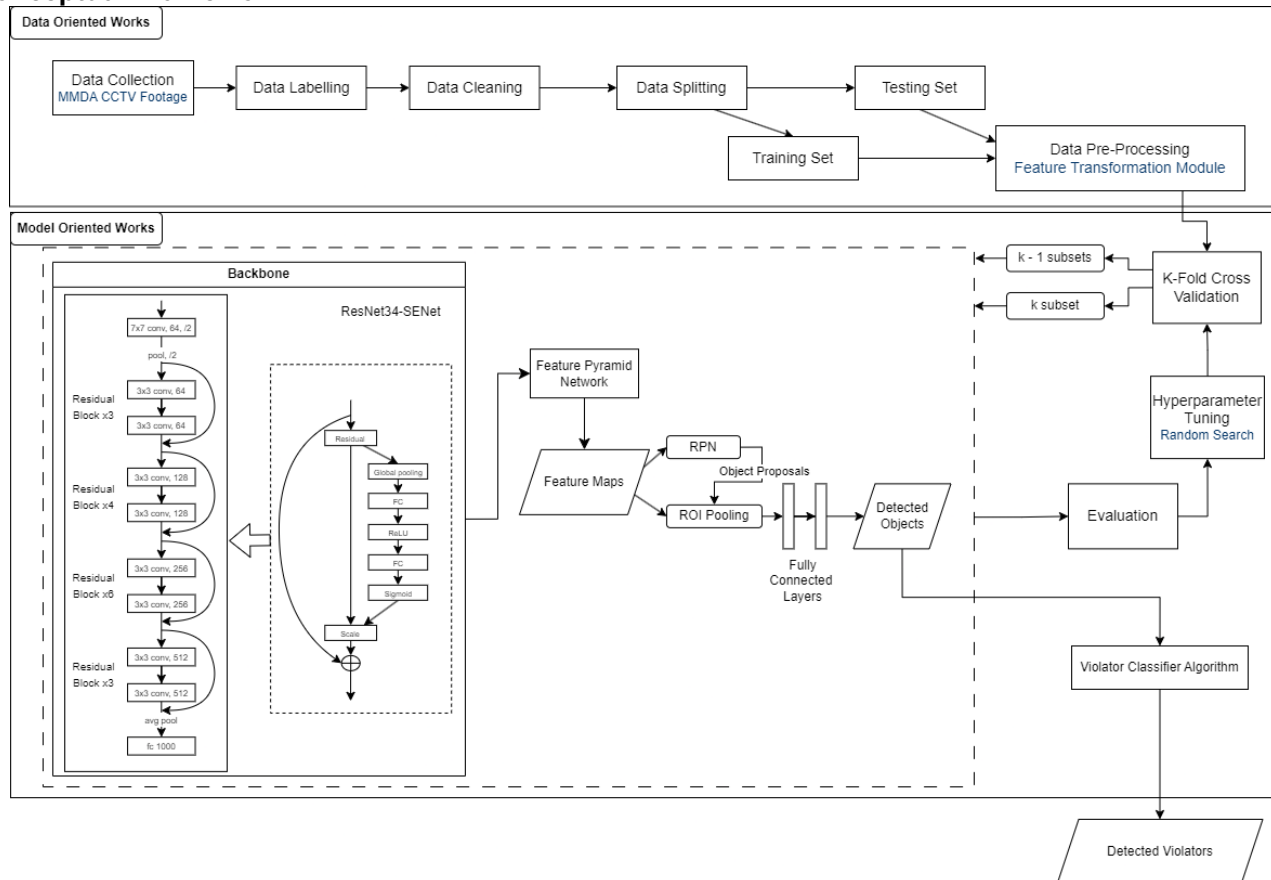 Data Oriented Works
Data Collection
MMDA CCTV Footage
Data Labelling
Data Cleaning
Data Splitting
Testing Set
Training Set
Data Pre-Processing
Feature Transformation Module
Model Oriented Works
Backbone
ResNet34-SENet
7x7 conv, 64, /2
pool, /2
Residual
Block x3
3x3 conv, 64
3x3 conv, 64
Residual
Block x4
3x3 conv, 128
3x3 conv, 128
Residual
Block x6
3x3 conv, 256
3x3 conv, 256
Residual
Block x3
3x3 conv, 512
3x3 conv, 512
avg pool
fc 1000
Residual
Global pooling
FC
ReLU
FC
Sigmoid
Scale
Feature Pyramid
Network
Feature Maps
RPN
Object Proposals
ROI Pooling
Fully
Connected
Layers
Detected
Objects
k - 1 subsets
k subset
K-Fold Cross
Validation
Hyperparameter
Tuning
Random Search
Evaluation
Violator Classifier Algorithm
Detected Violators